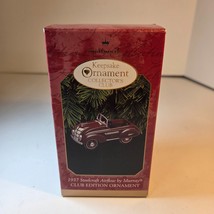 Keepsake
Ornament
COLLECTOR'S
CLUB
1937 Steelcraft Airflow by Murray®
CLUB EDITION ORNAMENT